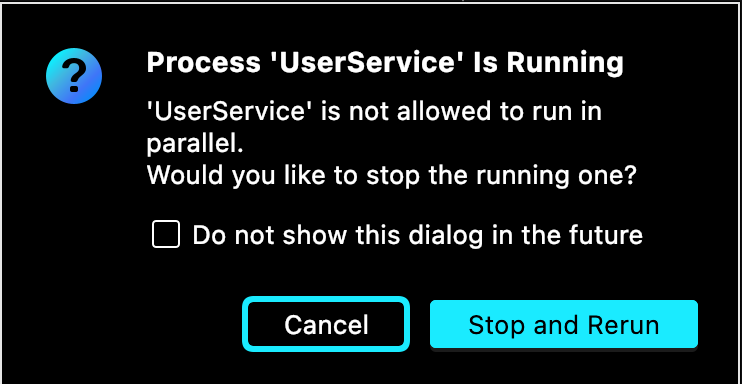 Process 'UserService' Is Running
'UserService' is not allowed to run in
parallel.
Would you like to stop the running one?
Do not show this dialog in the future
Cancel
Stop and Rerun